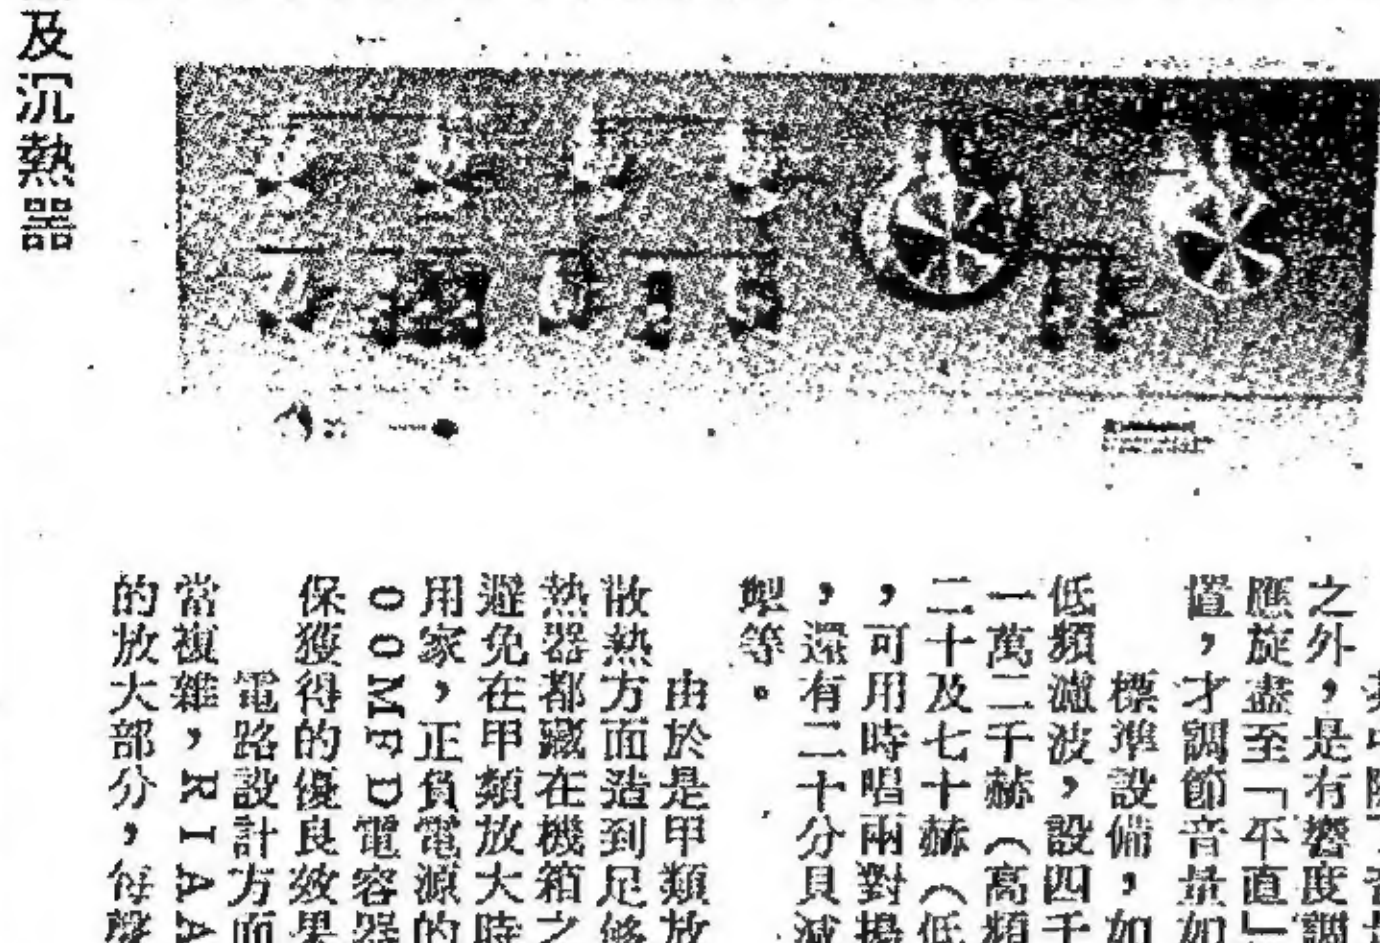 之外，是有響度調
應旋盡至「平直」
置，才調節音量如
標準設備，如
低頻濾波，設四千
一萬二千赫（高頻
二十及七十赫（低
，可用時唱兩對揚
，還有二十分貝減
掣等。
由於是甲類放
散熱方面造到足够
熱器都藏在機箱之
避免在甲類放大時
用家，正負電源的
００ＭＦＤ電容器
保獲得的優良效果
電路設計方面
當複雜，ＲＩＡＡ
的放大部分，每聲
及沉熱器